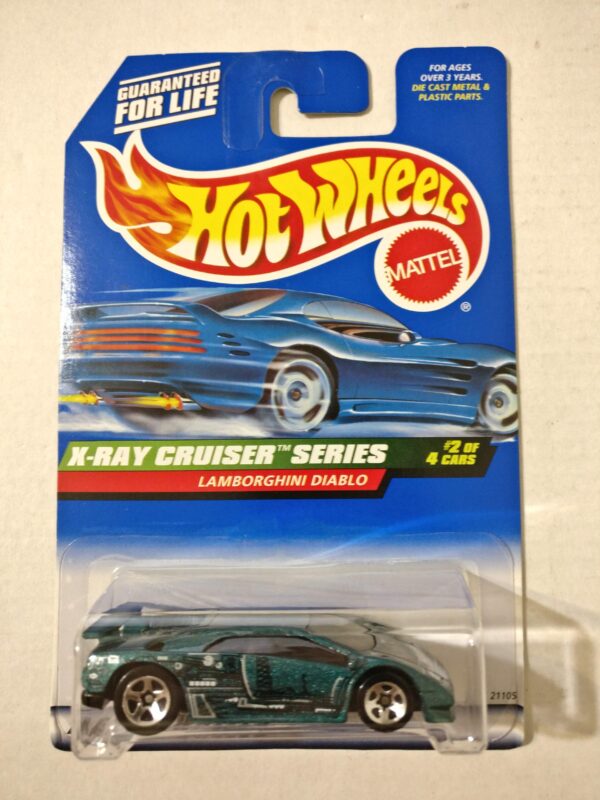 GUARANTEED
FOR LIFE
FOR AGES
OVER 3 YEARS.
DIE CAST METAL &
PLASTIC PARTS.
HOT WHEELS
MATTEL
®
X-RAY CRUISER™ SERIES
#2 OF
4 CARS
LAMBORGHINI DIABLO
21105